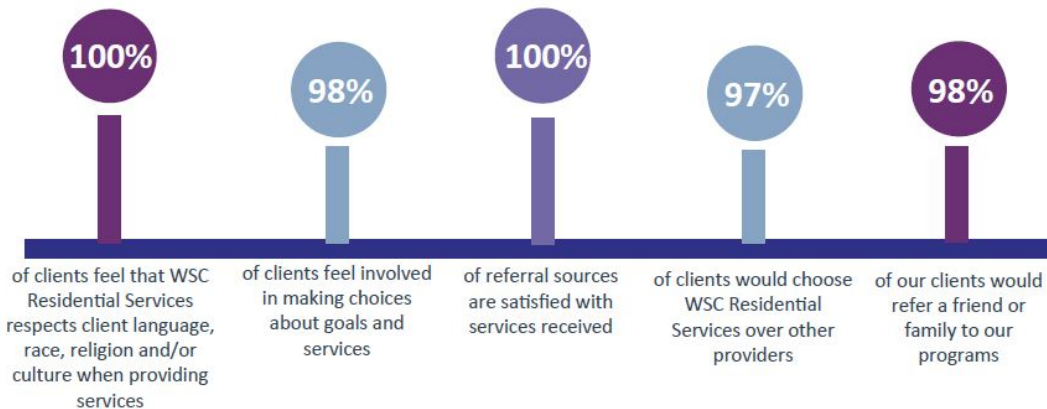 100%
98%
100%
97%
98%
of clients feel that WSC
Residential Services
respects client language,
race, religion and/or
culture when providing
services
of clients feel involved
in making choices
about goals and
services
of referral sources
are satisfied with
services received
of clients would choose
WSC Residential
Services over other
providers
of our clients would
refer a friend or
family to our
programs